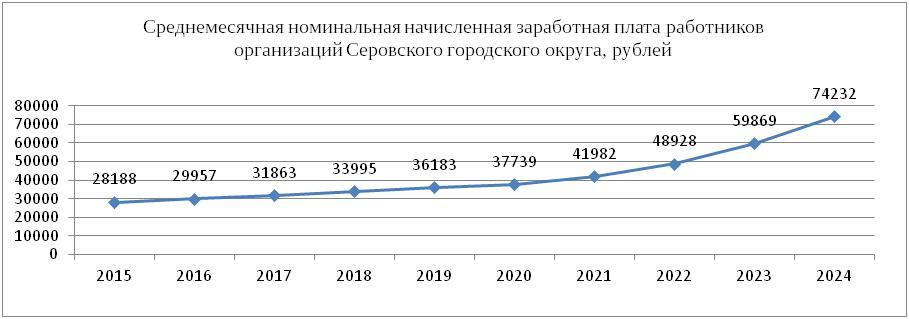 Среднемесячная номинальная начисленная заработная плата работников
организаций Серовского городского округа, рублей
80000
70000
60000
50000
40000
30000
20000
10000
0
28188 29957 31863 33995 36183 37739 41982 48928 59869 74232
2015 2016 2017 2018 2019 2020 2021 2022 2023 2024